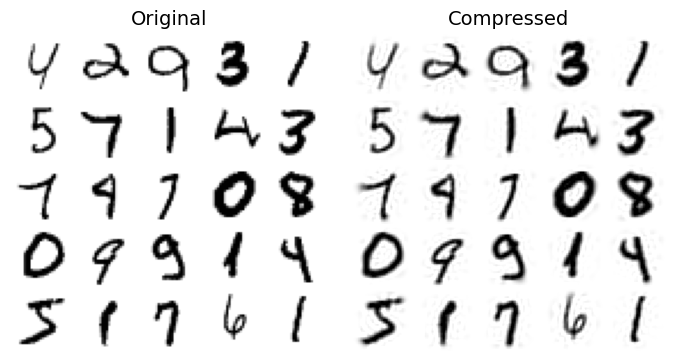 Original Compressed
4 2 9 3 1 4 2 9 3 1
5 7 1 4 3 5 7 1 4 3
7 9 7 0 8 7 9 7 0 8
0 9 9 1 4 0 9 9 1 4
5 1 7 6 1 5 1 7 6 1